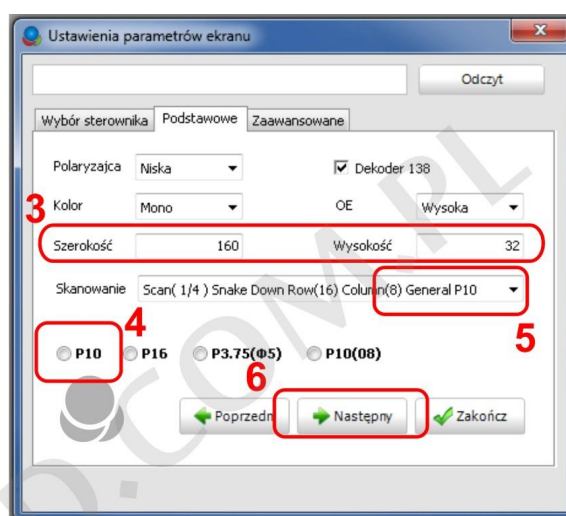 Ustawienia parametrów ekranu
Odczyt
Wybór sterownika Podstawowe Zaawansowane
Polaryzajca Niska Dekoder 138
3 Kolor Mono OE Wysoka
Szerokość 160 Wysokość 32
Skanowanie Scan( 1/4 ) Snake Down Row(16) Column(8) General P10
4 5
P10 P16 P3.75(Φ5) P10(08)
6
Poprzedn Następny Zakończ
D.COM.PL